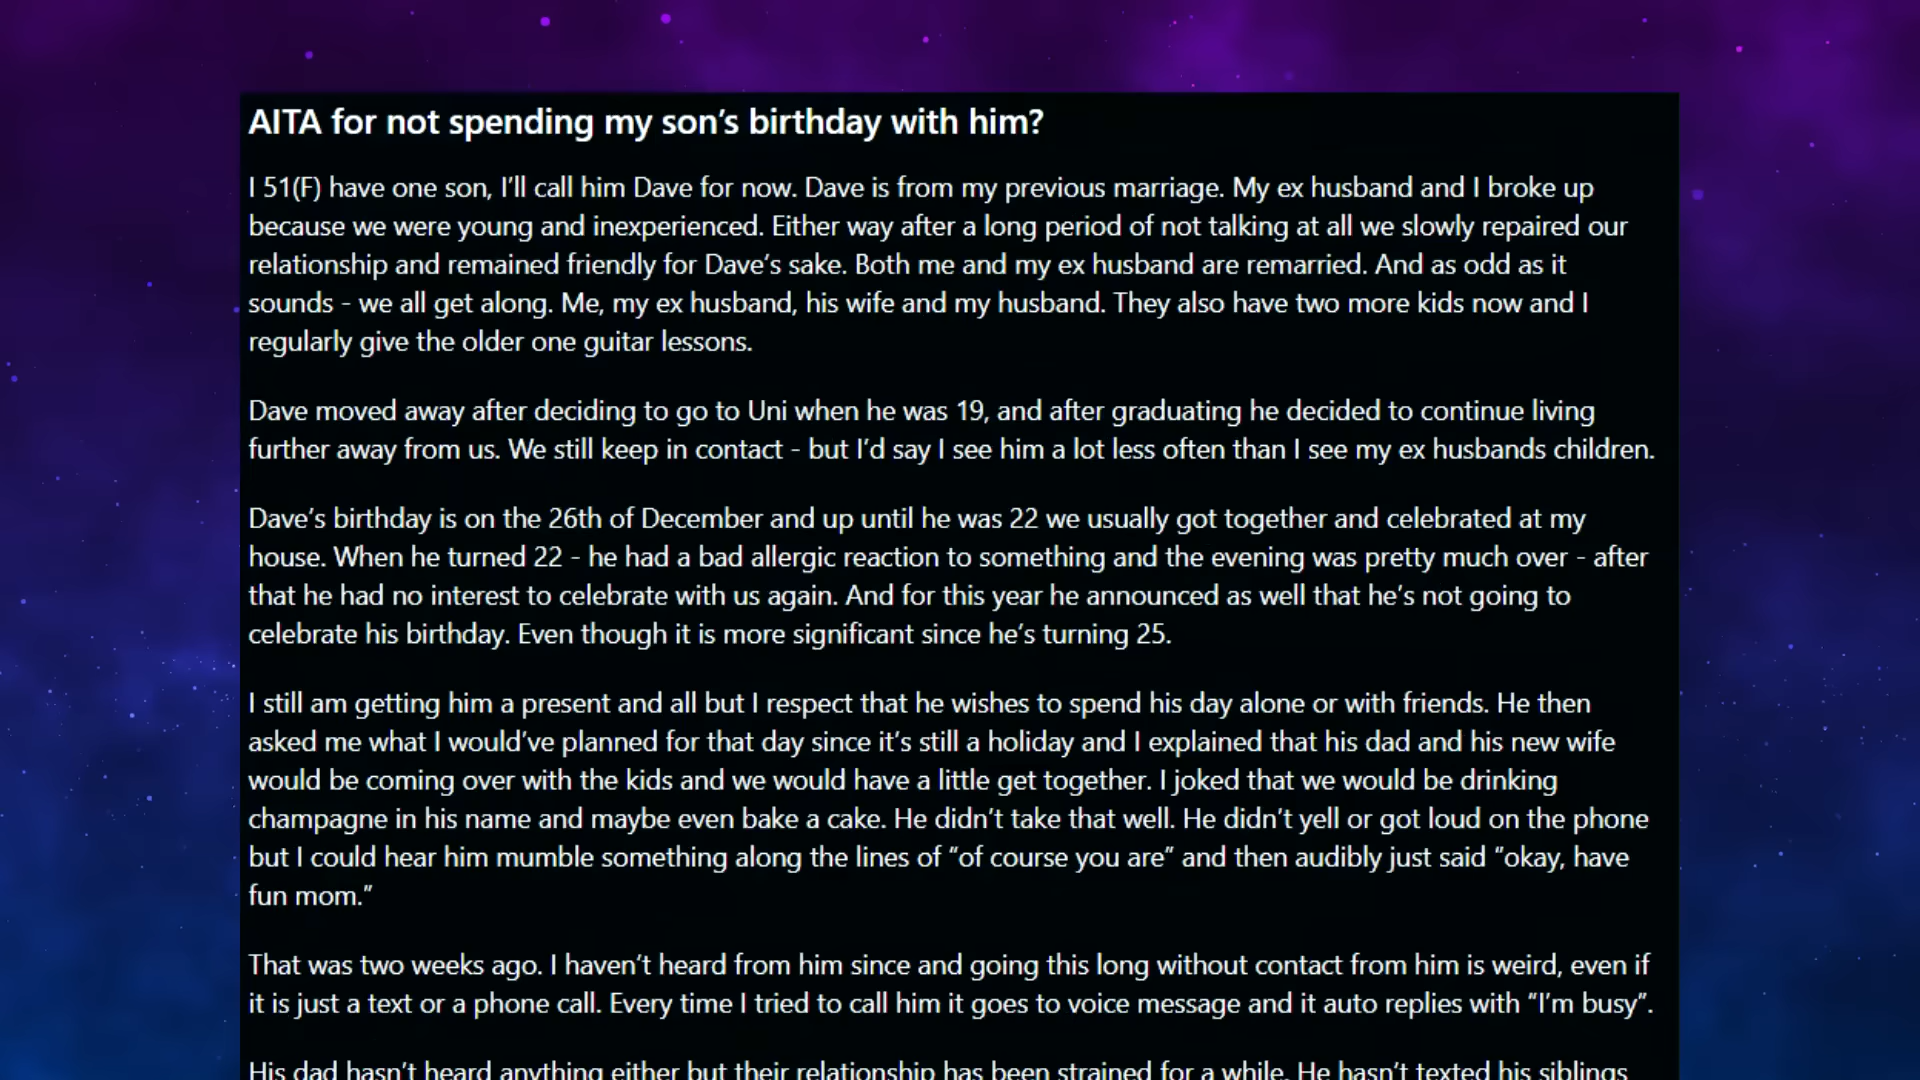 AITA for not spending my son’s birthday with him?
I 51(F) have one son, I’ll call him Dave for now. Dave is from my previous marriage. My ex husband and I broke up
because we were young and inexperienced. Either way after a long period of not talking at all we slowly repaired our
relationship and remained friendly for Dave’s sake. Both me and my ex husband are remarried. And as odd as it
sounds - we all get along. Me, my ex husband, his wife and my husband. They also have two more kids now and I
regularly give the older one guitar lessons.
Dave moved away after deciding to go to Uni when he was 19, and after graduating he decided to continue living
further away from us. We still keep in contact - but I’d say I see him a lot less often than I see my ex husbands children.
Dave’s birthday is on the 26th of December and up until he was 22 we usually got together and celebrated at my
house. When he turned 22 - he had a bad allergic reaction to something and the evening was pretty much over - after
that he had no interest to celebrate with us again. And for this year he announced as well that he’s not going to
celebrate his birthday. Even though it is more significant since he’s turning 25.
I still am getting him a present and all but I respect that he wishes to spend his day alone or with friends. He then
asked me what I would’ve planned for that day since it’s still a holiday and I explained that his dad and his new wife
would be coming over with the kids and we would have a little get together. I joked that we would be drinking
champagne in his name and maybe even bake a cake. He didn’t take that well. He didn’t yell or got loud on the phone
but I could hear him mumble something along the lines of “of course you are” and then audibly just said “okay, have
fun mom.”
That was two weeks ago. I haven’t heard from him since and going this long without contact from him is weird, even if
it is just a text or a phone call. Every time I tried to call him it goes to voice message and it auto replies with “I’m busy”.
His dad hasn’t heard anything either but their relationship has been strained for a while. He hasn’t texted his siblings